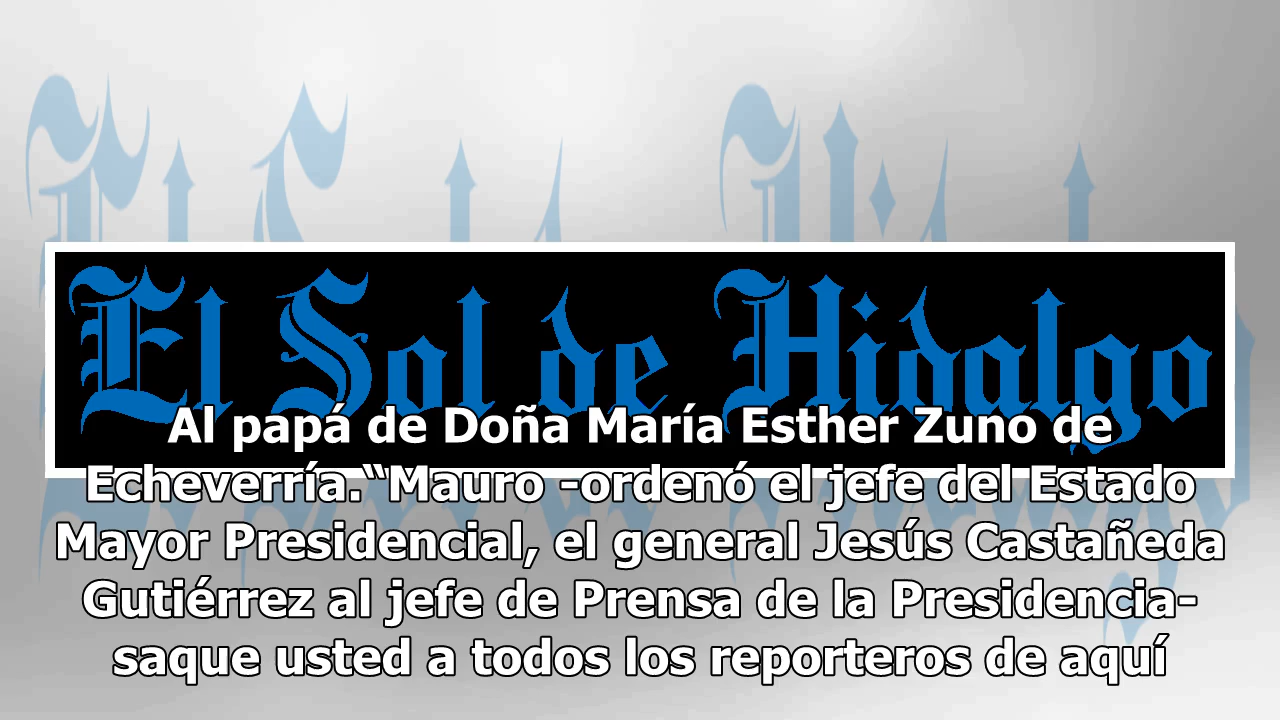 El Sol de Hidalgo
Al papá de Doña María Esther Zuno de
Echeverría.“Mauro -ordenó el jefe del Estado
Mayor Presidencial, el general Jesús Castañeda
Gutiérrez al jefe de Prensa de la Presidencia-
saque usted a todos los reporteros de aquí